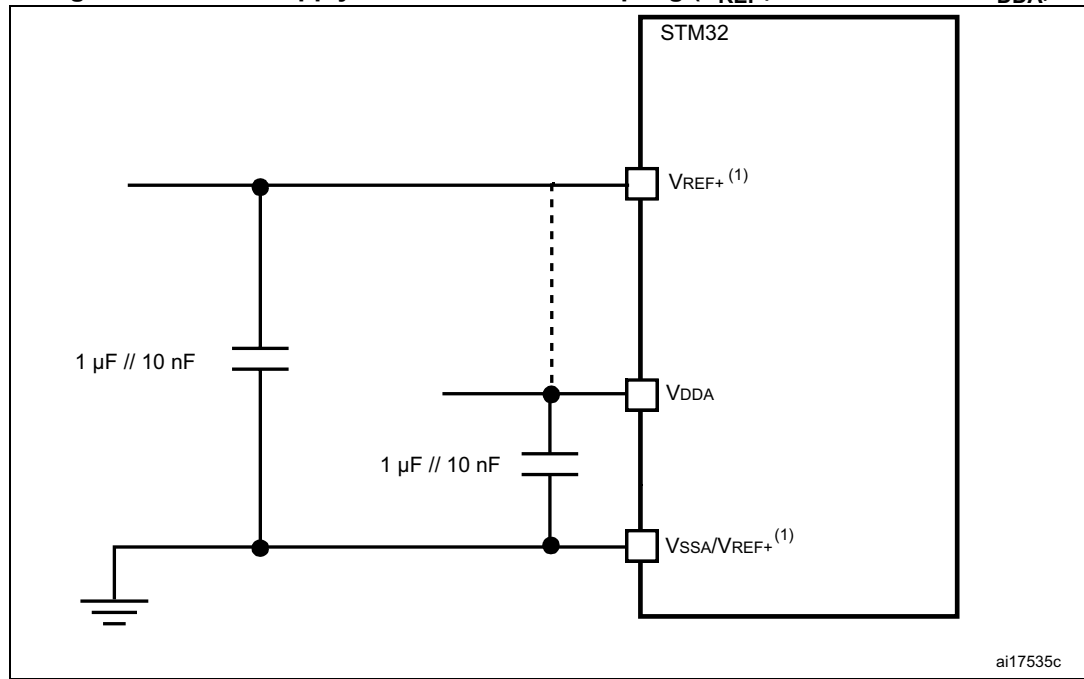 STM32
VREF+ (1)
1 µF // 10 nF
VDDA
1 µF // 10 nF
VSSA/VREF+ (1)
ai17535c